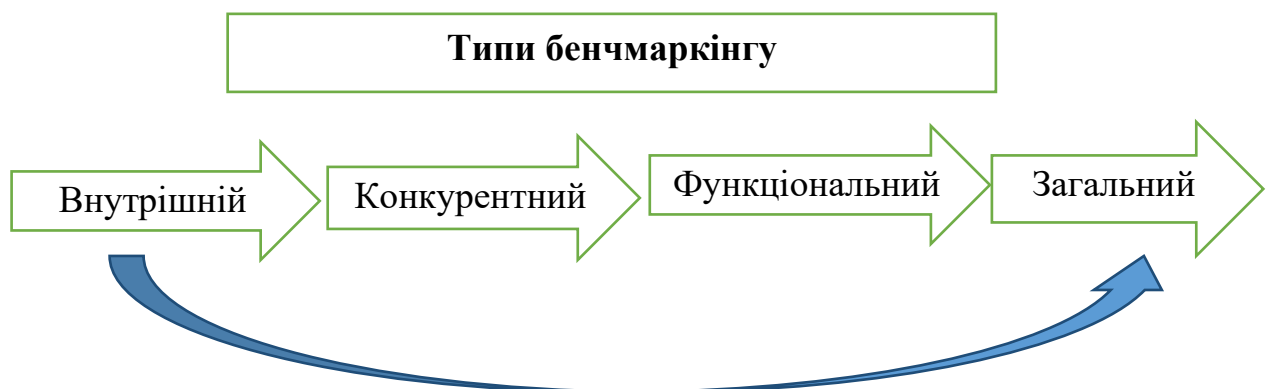 Типи бенчмаркінгу
Внутрішній
Конкурентний
Функціональний
Загальний